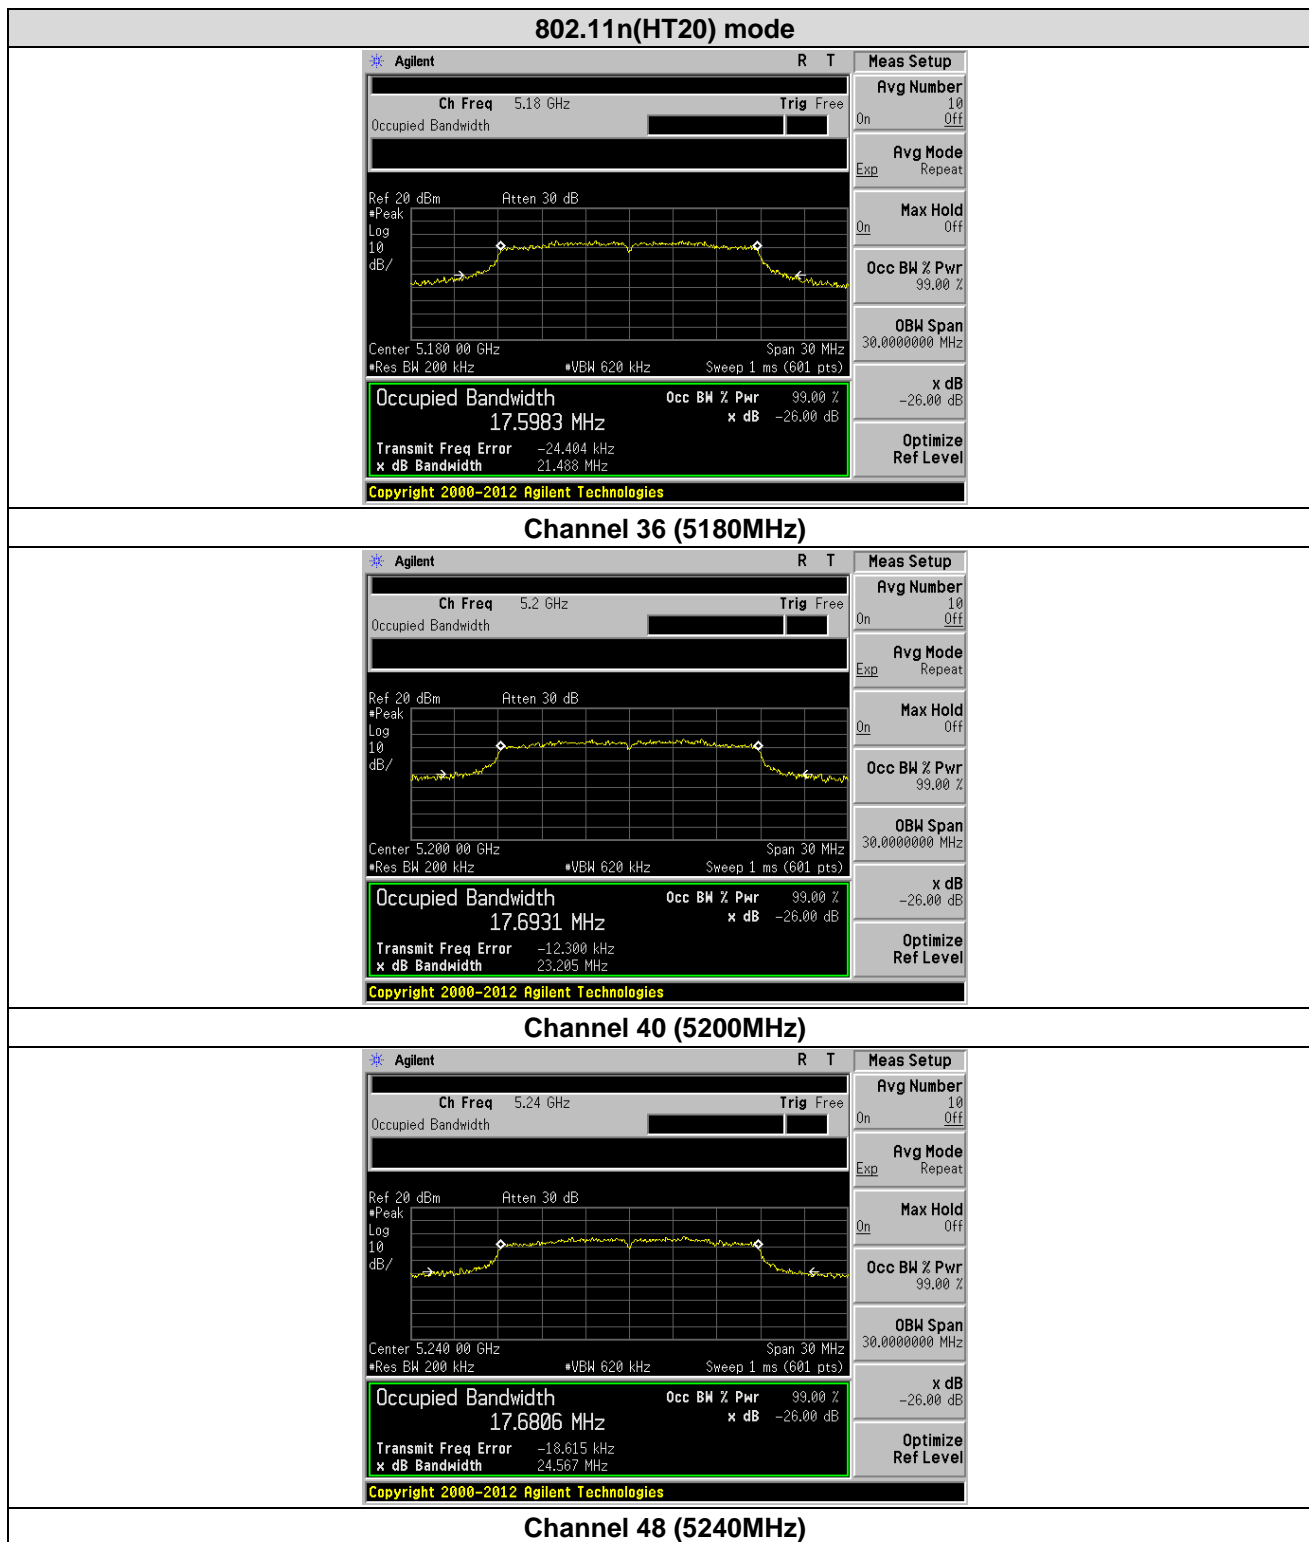 802.11n(HT20) mode
Agilent R T Meas Setup
Ch Freq 5.18 GHz Trig Free
Occupied Bandwidth
Avg Number
10
On Off
Avg Mode
Exp Repeat
Max Hold
On Off
Occ BW % Pwr
99.00 %
OBW Span
30.0000000 MHz
x dB
-26.00 dB
Optimize
Ref Level
Ref 20 dBm Atten 30 dB
#Peak
Log
10
dB/
Center 5.180 00 GHz Span 30 MHz
#Res BW 200 kHz #VBW 620 kHz Sweep 1 ms (601 pts)
Occupied Bandwidth Occ BW % Pwr 99.00 %
17.5983 MHz x dB -26.00 dB
Transmit Freq Error -24.404 kHz
x dB Bandwidth 21.488 MHz
Copyright 2000-2012 Agilent Technologies
Channel 36 (5180MHz)
Agilent R T Meas Setup
Ch Freq 5.2 GHz Trig Free
Occupied Bandwidth
Avg Number
10
On Off
Avg Mode
Exp Repeat
Max Hold
On Off
Occ BW % Pwr
99.00 %
OBW Span
30.0000000 MHz
x dB
-26.00 dB
Optimize
Ref Level
Ref 20 dBm Atten 30 dB
#Peak
Log
10
dB/
Center 5.200 00 GHz Span 30 MHz
#Res BW 200 kHz #VBW 620 kHz Sweep 1 ms (601 pts)
Occupied Bandwidth Occ BW % Pwr 99.00 %
17.6931 MHz x dB -26.00 dB
Transmit Freq Error -12.300 kHz
x dB Bandwidth 23.205 MHz
Copyright 2000-2012 Agilent Technologies
Channel 40 (5200MHz)
Agilent R T Meas Setup
Ch Freq 5.24 GHz Trig Free
Occupied Bandwidth
Avg Number
10
On Off
Avg Mode
Exp Repeat
Max Hold
On Off
Occ BW % Pwr
99.00 %
OBW Span
30.0000000 MHz
x dB
-26.00 dB
Optimize
Ref Level
Ref 20 dBm Atten 30 dB
#Peak
Log
10
dB/
Center 5.240 00 GHz Span 30 MHz
#Res BW 200 kHz #VBW 620 kHz Sweep 1 ms (601 pts)
Occupied Bandwidth Occ BW % Pwr 99.00 %
17.6806 MHz x dB -26.00 dB
Transmit Freq Error -18.615 kHz
x dB Bandwidth 24.567 MHz
Copyright 2000-2012 Agilent Technologies
Channel 48 (5240MHz)